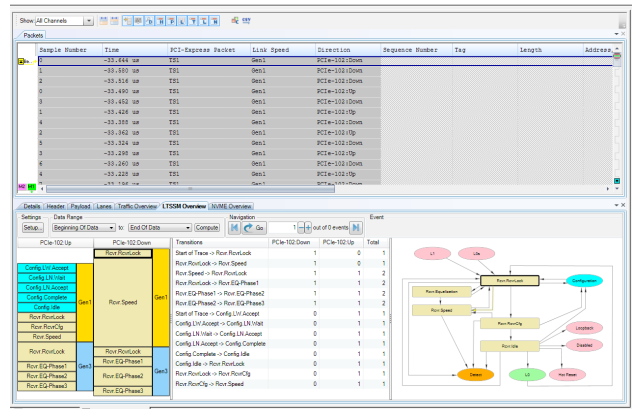 Show: All Channels
Packets
Sample Number Time PCI-Express Packet Link Speed Direction Sequence Number Tag Length Address
0 -33.644 us TS1 Gen1 PCIe-102:Down
1 -33.580 us TS1 Gen1 PCIe-102:Down
2 -33.516 us TS1 Gen1 PCIe-102:Down
0 -33.490 us TS1 Gen1 PCIe-102:Up
3 -33.452 us TS1 Gen1 PCIe-102:Down
1 -33.426 us TS1 Gen1 PCIe-102:Up
4 -33.388 us TS1 Gen1 PCIe-102:Down
2 -33.362 us TS1 Gen1 PCIe-102:Up
5 -33.324 us TS1 Gen1 PCIe-102:Down
3 -33.298 us TS1 Gen1 PCIe-102:Up
6 -33.260 us TS1 Gen1 PCIe-102:Down
4 -33.228 us TS1 Gen1 PCIe-102:Up
M2 M1
Details Header Payload Lanes Traffic Overview LTSSM Overview NVME Overview
Settings Data Range Navigation Event
Setup... Beginning Of Data to: End Of Data Compute Go 1 out of 0 events
PCIe-102:Up PCIe-102:Down Transitions PCIe-102:Down PCIe-102:Up Total
Rcvr.RcvrLock
Config.LW.Accept
Config.LN.Wait
Config.LN.Accept
Config.Complete
Config.Idle
Rcvr.RcvrLock
Rcvr.RcvrCfg
Rcvr.Speed
Gen1
Rcvr.Speed
Gen1
Rcvr.RcvrLock
Rcvr.EQ-Phase1
Rcvr.EQ-Phase2
Rcvr.EQ-Phase3
Gen3
Rcvr.RcvrLock
Rcvr.EQ-Phase1
Rcvr.EQ-Phase2
Rcvr.EQ-Phase3
Gen3
Start of Trace -> Rcvr.RcvrLock 1 0 1
Rcvr.RcvrLock -> Rcvr.Speed 1 0 1
Rcvr.Speed -> Rcvr.RcvrLock 1 1 2
Rcvr.RcvrLock -> Rcvr.EQ-Phase1 1 1 2
Rcvr.EQ-Phase1 -> Rcvr.EQ-Phase2 1 1 2
Rcvr.EQ-Phase2 -> Rcvr.EQ-Phase3 1 1 2
Start of Trace -> Config.LW.Accept 0 1 1
Config.LW.Accept -> Config.LN.Wait 0 1 1
Config.LN.Wait -> Config.LN.Accept 0 1 1
Config.LN.Accept -> Config.Complete 0 1 1
Config.Complete -> Config.Idle 0 1 1
Config.Idle -> Rcvr.RcvrLock 0 1 1
Rcvr.RcvrLock -> Rcvr.RcvrCfg 0 1 1
Rcvr.RcvrCfg -> Rcvr.Speed 0 1 1
L1 L0s
Rcvr.RcvrLock Configuration
Rcvr.Equalization
Rcvr.Speed
Rcvr.RcvrCfg Loopback
Rcvr.Idle Disabled
Detect L0 Hot Reset